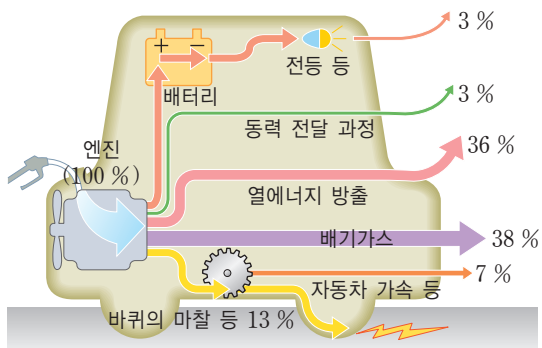 + −
3 %
전등 등
배터리
3 %
동력 전달 과정
엔진
(100 %)
36 %
열에너지 방출
배기가스
38 %
7 %
자동차 가속 등
바퀴의 마찰 등 13 %